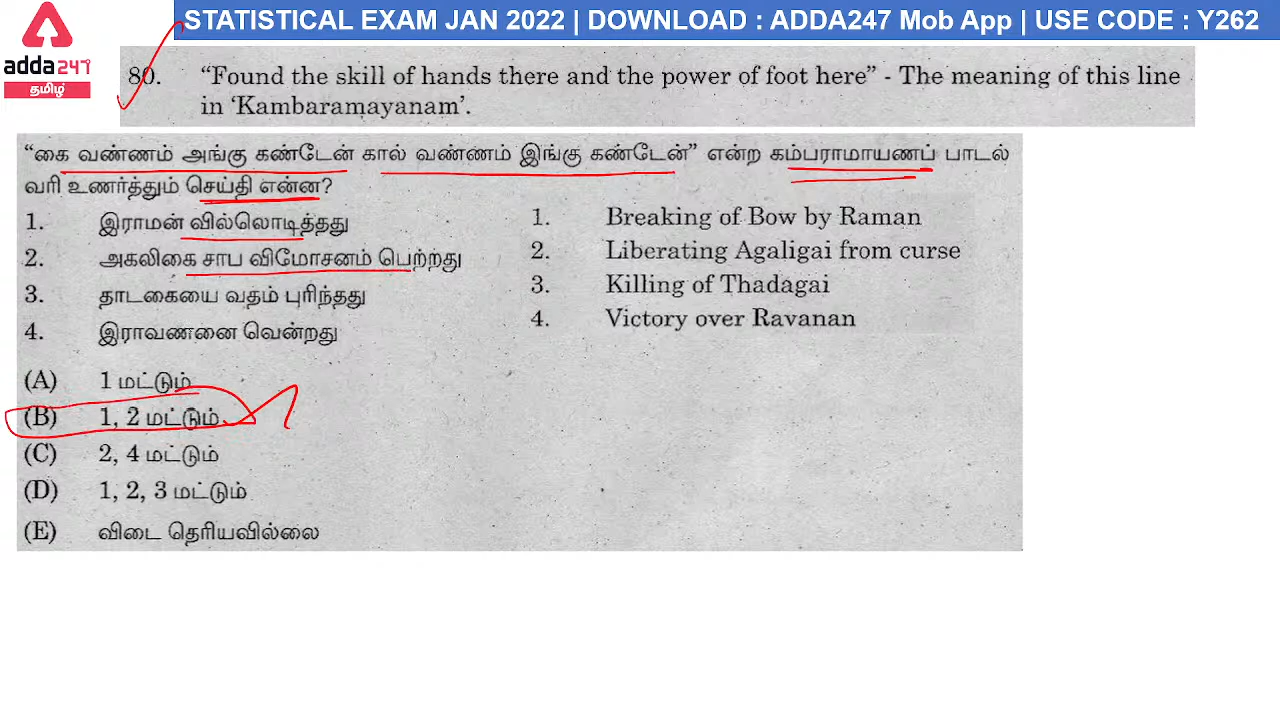 STATISTICAL EXAM JAN 2022 | DOWNLOAD : ADDA247 Mob App | USE CODE : Y262
adda247
தமிழ்
80. “Found the skill of hands there and the power of foot here” - The meaning of this line
in ‘Kambaramayanam’.
“கை வண்ணம் அங்கு கண்டேன் கால் வண்ணம் இங்கு கண்டேன்” என்ற கம்பராமாயணப் பாடல்
வரி உணர்த்தும் செய்தி என்ன?
1. இராமன் வில்லொடித்தது
2. அகலிகை சாப விமோசனம் பெற்றது
3. தாடகையை வதம் புரிந்தது
4. இராவணனை வென்றது
1. Breaking of Bow by Raman
2. Liberating Agaligai from curse
3. Killing of Thadagai
4. Victory over Ravanan
(A) 1 மட்டும்
(B) 1, 2 மட்டும்
(C) 2, 4 மட்டும்
(D) 1, 2, 3 மட்டும்
(E) விடை தெரியவில்லை